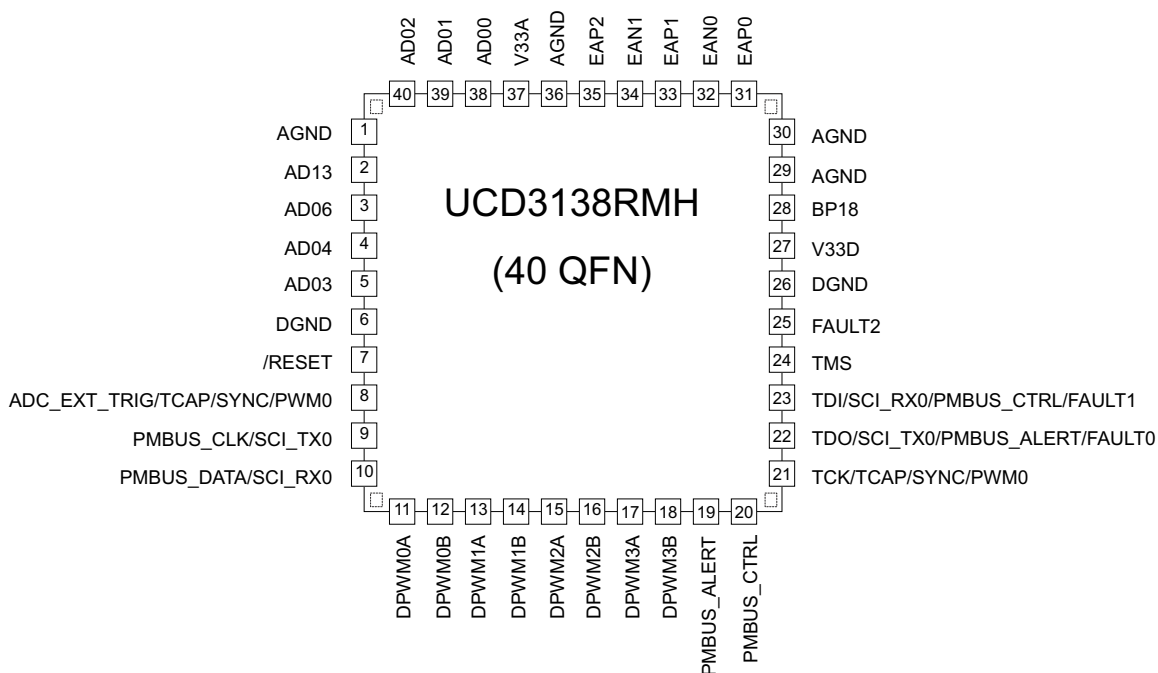 AD02
AD01
AD00
V33A
AGND
EAP2
EAN1
EAP1
EAN0
EAP0
40
39
38
37
36
35
34
33
32
31
AGND
1
AD13
2
AD06
3
AD04
4
AD03
5
DGND
6
/RESET
7
ADC_EXT_TRIG/TCAP/SYNC/PWM0
8
PMBUS_CLK/SCI_TX0
9
PMBUS_DATA/SCI_RX0
10
UCD3138RMH
(40 QFN)
30
AGND
29
AGND
28
BP18
27
V33D
26
DGND
25
FAULT2
24
TMS
23
TDI/SCI_RX0/PMBUS_CTRL/FAULT1
22
TDO/SCI_TX0/PMBUS_ALERT/FAULT0
21
TCK/TCAP/SYNC/PWM0
11
12
13
14
15
16
17
18
19
20
DPWM0A
DPWM0B
DPWM1A
DPWM1B
DPWM2A
DPWM2B
DPWM3A
DPWM3B
PMBUS_ALERT
PMBUS_CTRL